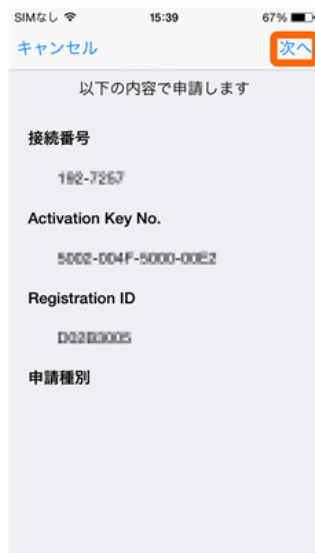 SIMなし 15:39 67%
キャンセル 次へ
以下の内容で申請します
接続番号
Activation Key No.
Registration ID
申請種別